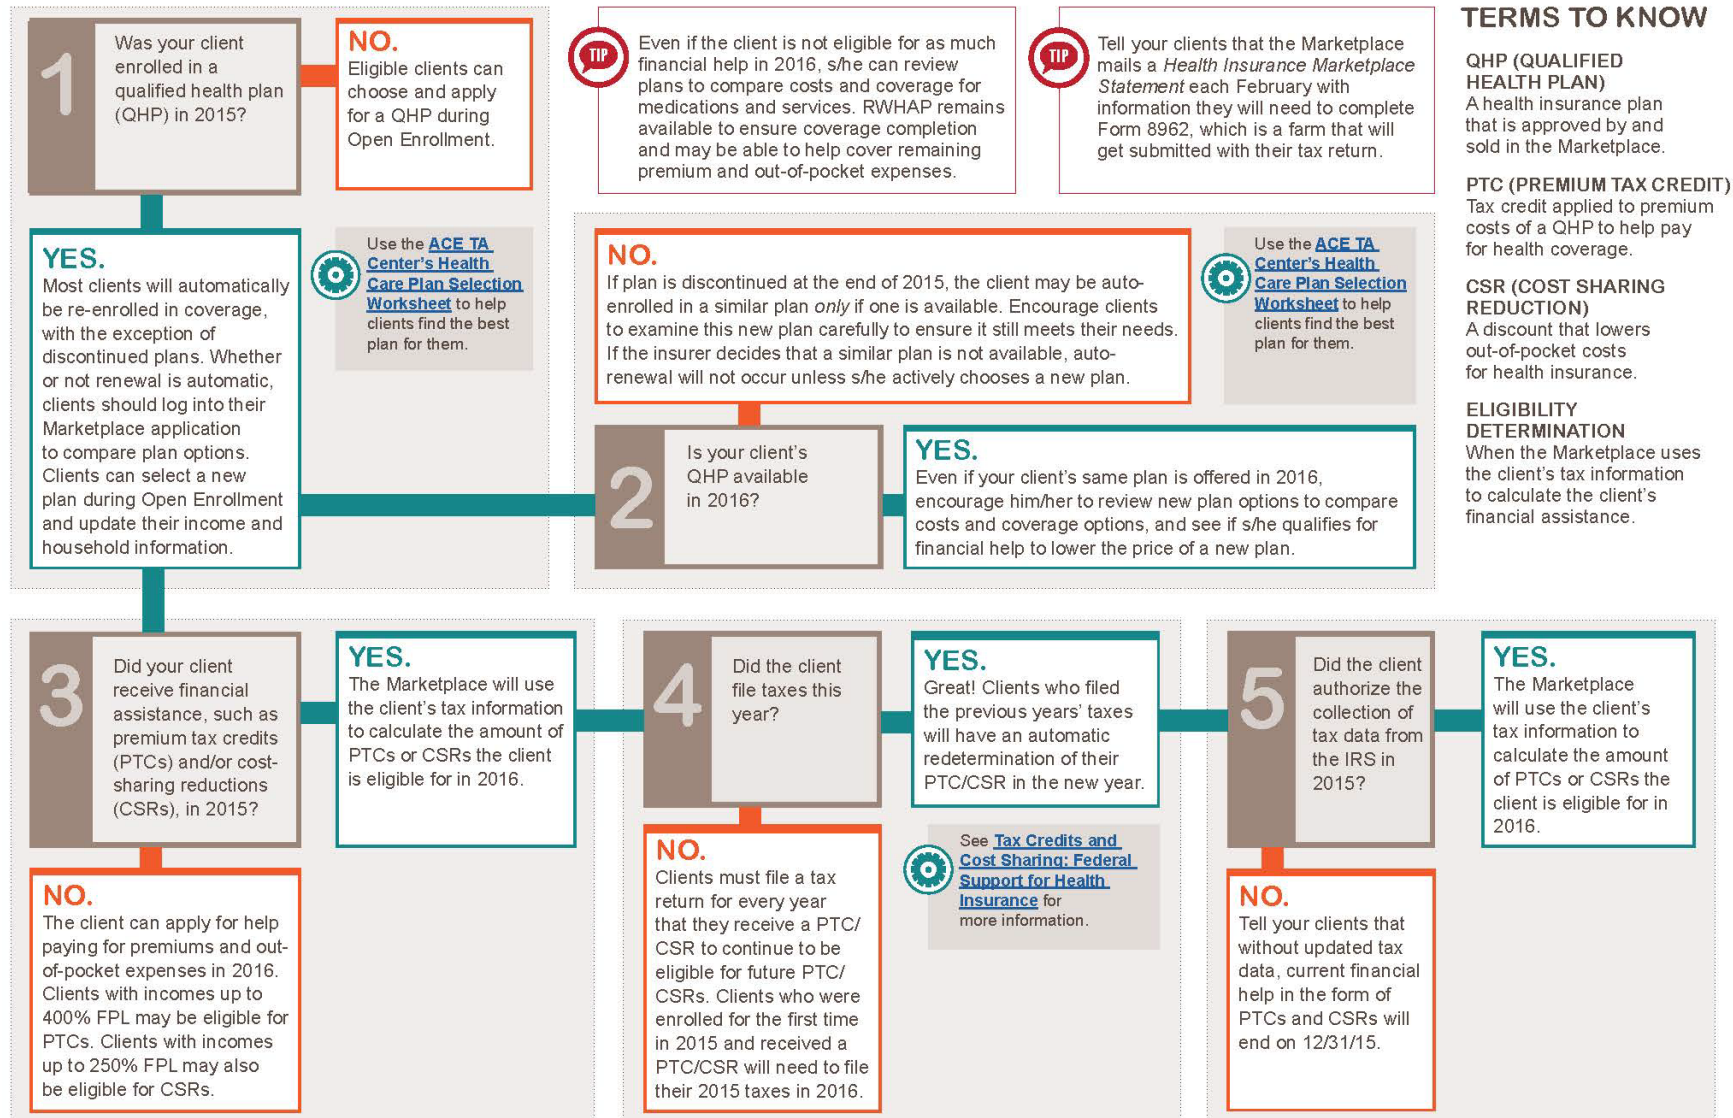 1
Was your client
enrolled in a
qualified health plan
(QHP) in 2015?
NO.
Eligible clients can
choose and apply
for a QHP during
Open Enrollment.
YES.
Most clients will automatically
be re-enrolled in coverage,
with the exception of
discontinued plans. Whether
or not renewal is automatic,
clients should log into their
Marketplace application
to compare plan options.
Clients can select a new
plan during Open Enrollment
and update their income and
household information.
Use the ACE TA
Center's Health
Care Plan Selection
Worksheet to help
clients find the best
plan for them.
TIP
Even if the client is not eligible for as much
financial help in 2016, s/he can review
plans to compare costs and coverage for
medications and services. RWHAP remains
available to ensure coverage completion
and may be able to help cover remaining
premium and out-of-pocket expenses.
TIP
Tell your clients that the Marketplace
mails a Health Insurance Marketplace
Statement each February with
information they will need to complete
Form 8962, which is a farm that will
get submitted with their tax return.
NO.
If plan is discontinued at the end of 2015, the client may be auto-
enrolled in a similar plan only if one is available. Encourage clients
to examine this new plan carefully to ensure it still meets their needs.
If the insurer decides that a similar plan is not available, auto-
renewal will not occur unless s/he actively chooses a new plan.
Use the ACE TA
Center's Health
Care Plan Selection
Worksheet to help
clients find the best
plan for them.
2
Is your client's
QHP available
in 2016?
YES.
Even if your client's same plan is offered in 2016,
encourage him/her to review new plan options to compare
costs and coverage options, and see if s/he qualifies for
financial help to lower the price of a new plan.
TERMS TO KNOW
QHP (QUALIFIED
HEALTH PLAN)
A health insurance plan
that is approved by and
sold in the Marketplace.
PTC (PREMIUM TAX CREDIT)
Tax credit applied to premium
costs of a QHP to help pay
for health coverage.
CSR (COST SHARING
REDUCTION)
A discount that lowers
out-of-pocket costs
for health insurance.
ELIGIBILITY
DETERMINATION
When the Marketplace uses
the client's tax information
to calculate the client's
financial assistance.
3
Did your client
receive financial
assistance, such as
premium tax credits
(PTCs) and/or cost-
sharing reductions
(CSRs), in 2015?
YES.
The Marketplace will use
the client's tax information
to calculate the amount of
PTCs or CSRs the client
is eligible for in 2016.
NO.
The client can apply for help
paying for premiums and out-
of-pocket expenses in 2016.
Clients with incomes up to
400% FPL may be eligible for
PTCs. Clients with incomes
up to 250% FPL may also
be eligible for CSRs.
4
Did the client
file taxes this
year?
YES.
Great! Clients who filed
the previous years' taxes
will have an automatic
redetermination of their
PTC/CSR in the new year.
NO.
Clients must file a tax
return for every year
that they receive a PTC/
CSR to continue to be
eligible for future PTC/
CSRs. Clients who were
enrolled for the first time
in 2015 and received a
PTC/CSR will need to file
their 2015 taxes in 2016.
See Tax Credits and
Cost Sharing: Federal
Support for Health
Insurance for
more information.
5
Did the client
authorize the
collection of
tax data from
the IRS in
2015?
YES.
The Marketplace
will use the client's
tax information to
calculate the amount
of PTCs or CSRs the
client is eligible for in
2016.
NO.
Tell your clients that
without updated tax
data, current financial
help in the form of
PTCs and CSRs will
end on 12/31/15.